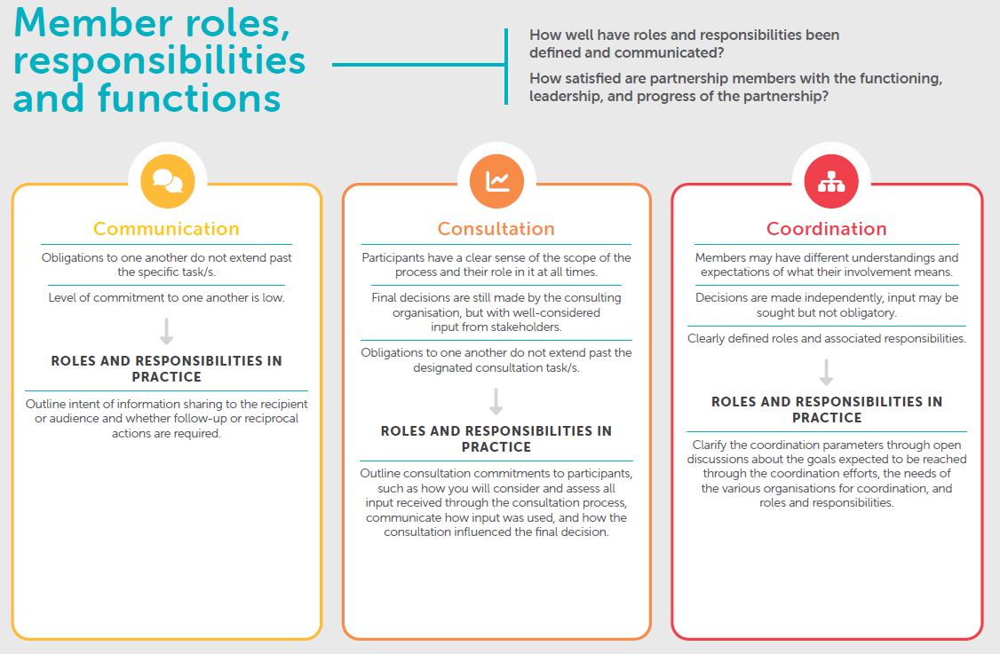 Member roles,
responsibilities
and functions
How well have roles and responsibilities been
defined and communicated?
How satisfied are partnership members with the functioning,
leadership, and progress of the partnership?
Communication
Obligations to one another do not extend past
the specific task/s.
Level of commitment to one another is low.
ROLES AND RESPONSIBILITIES IN
PRACTICE
Outline intent of information sharing to the recipient
or audience and whether follow-up or reciprocal
actions are required.
Consultation
Participants have a clear sense of the scope of the
process and their role in it at all times.
Final decisions are still made by the consulting
organisation, but with well-considered
input from stakeholders.
Obligations to one another do not extend past the
designated consultation task/s.
ROLES AND RESPONSIBILITIES IN
PRACTICE
Outline consultation commitments to participants,
such as how you will consider and assess all
input received through the consultation process,
communicate how input was used, and how the
consultation influenced the final decision.
Coordination
Members may have different understandings and
expectations of what their involvement means.
Decisions are made independently, input may be
sought but not obligatory.
Clearly defined roles and associated responsibilities.
ROLES AND RESPONSIBILITIES IN
PRACTICE
Clarify the coordination parameters through open
discussions about the goals expected to be reached
through the coordination efforts, the needs of
the various organisations for coordination, and
roles and responsibilities.